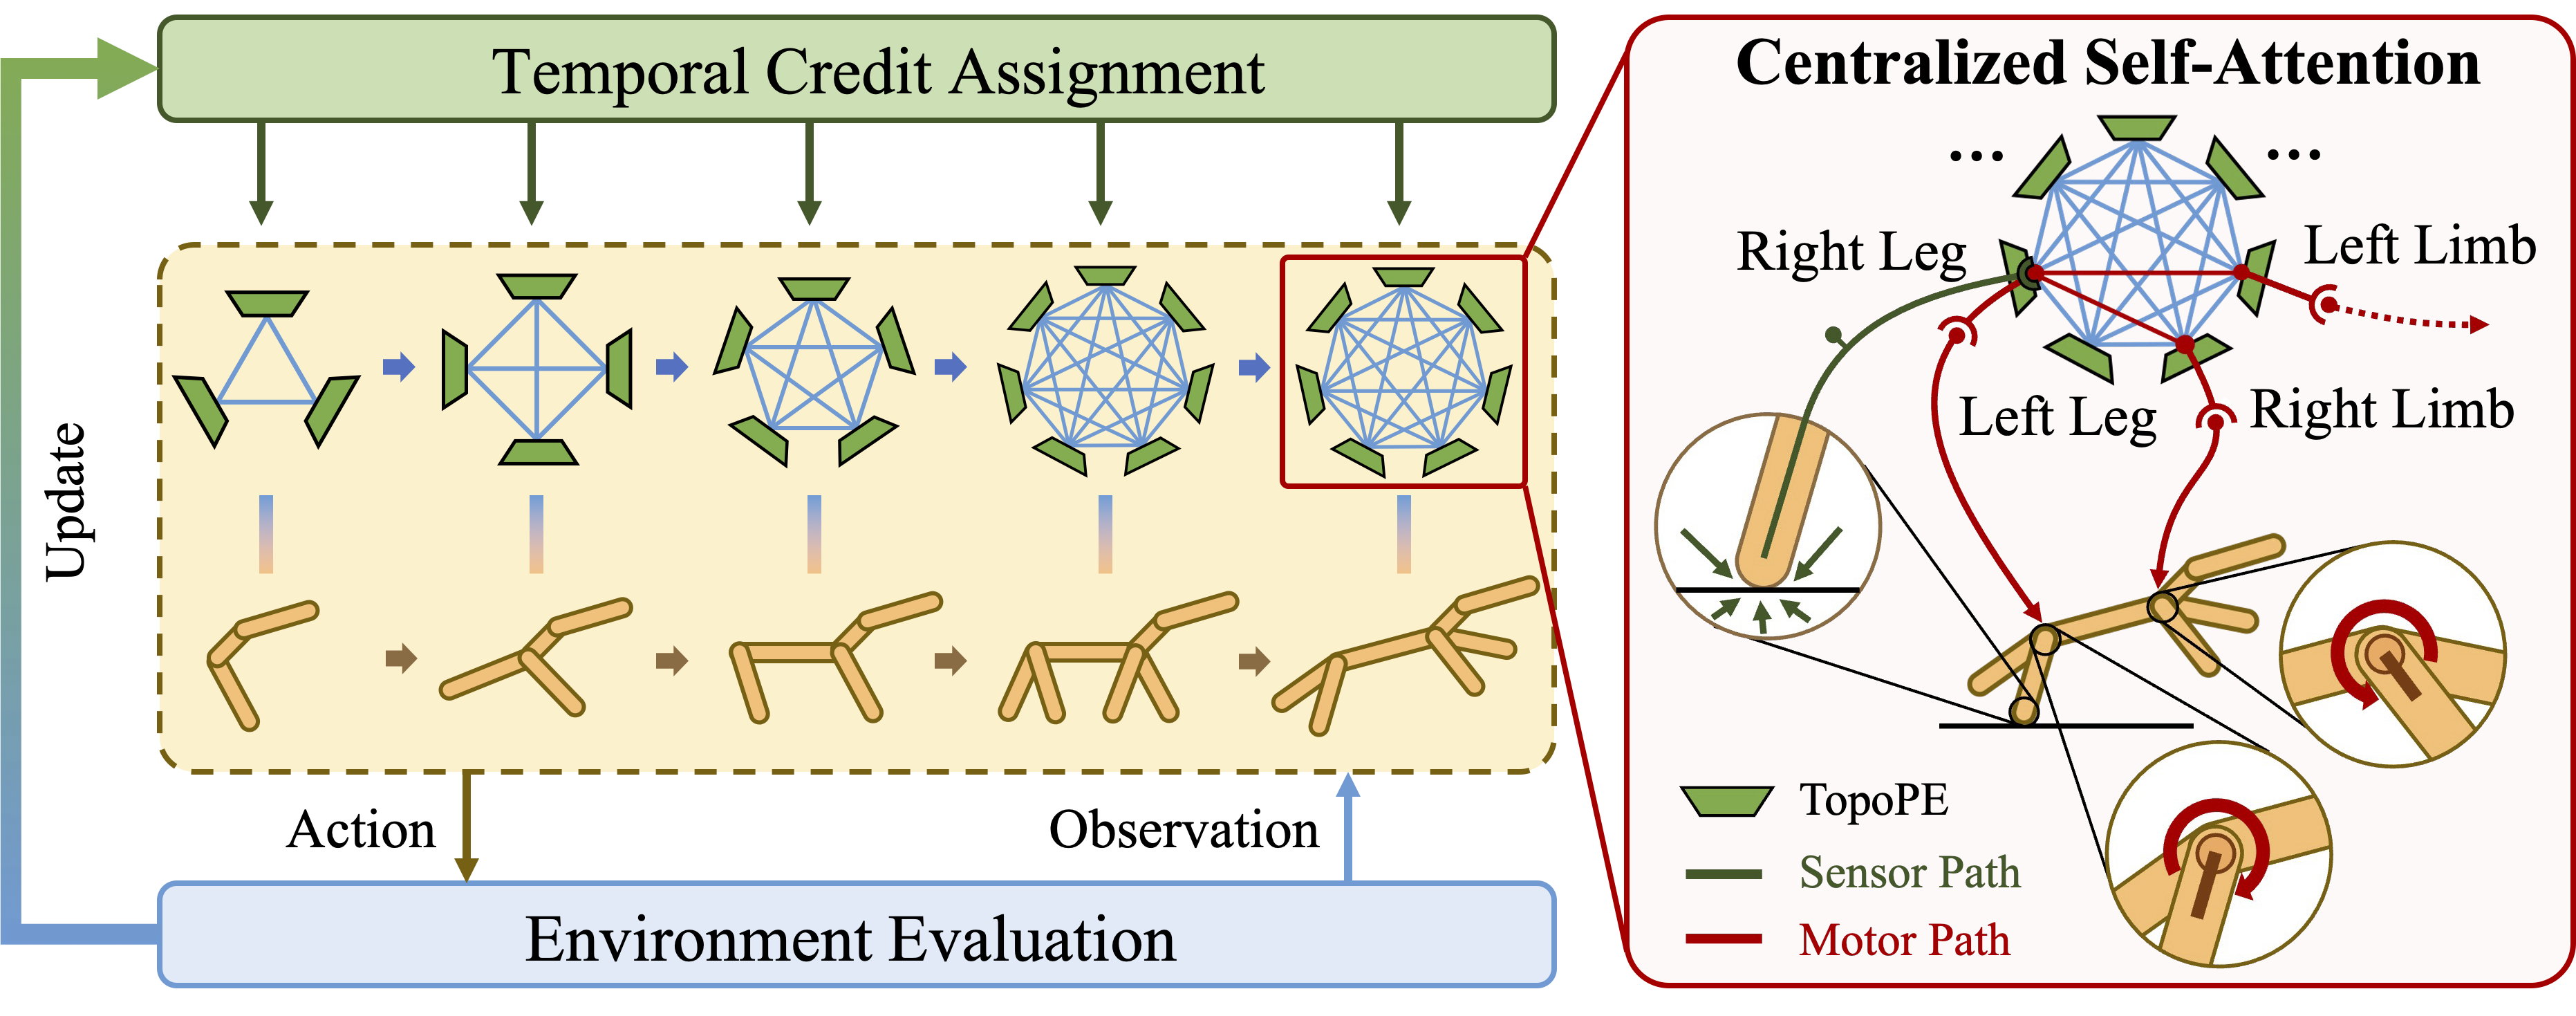 Temporal Credit Assignment
Update
Action
Observation
Environment Evaluation
Centralized Self-Attention
...
...
Right Leg
Left Limb
Left Leg
Right Limb
TopoPE
Sensor Path
Motor Path